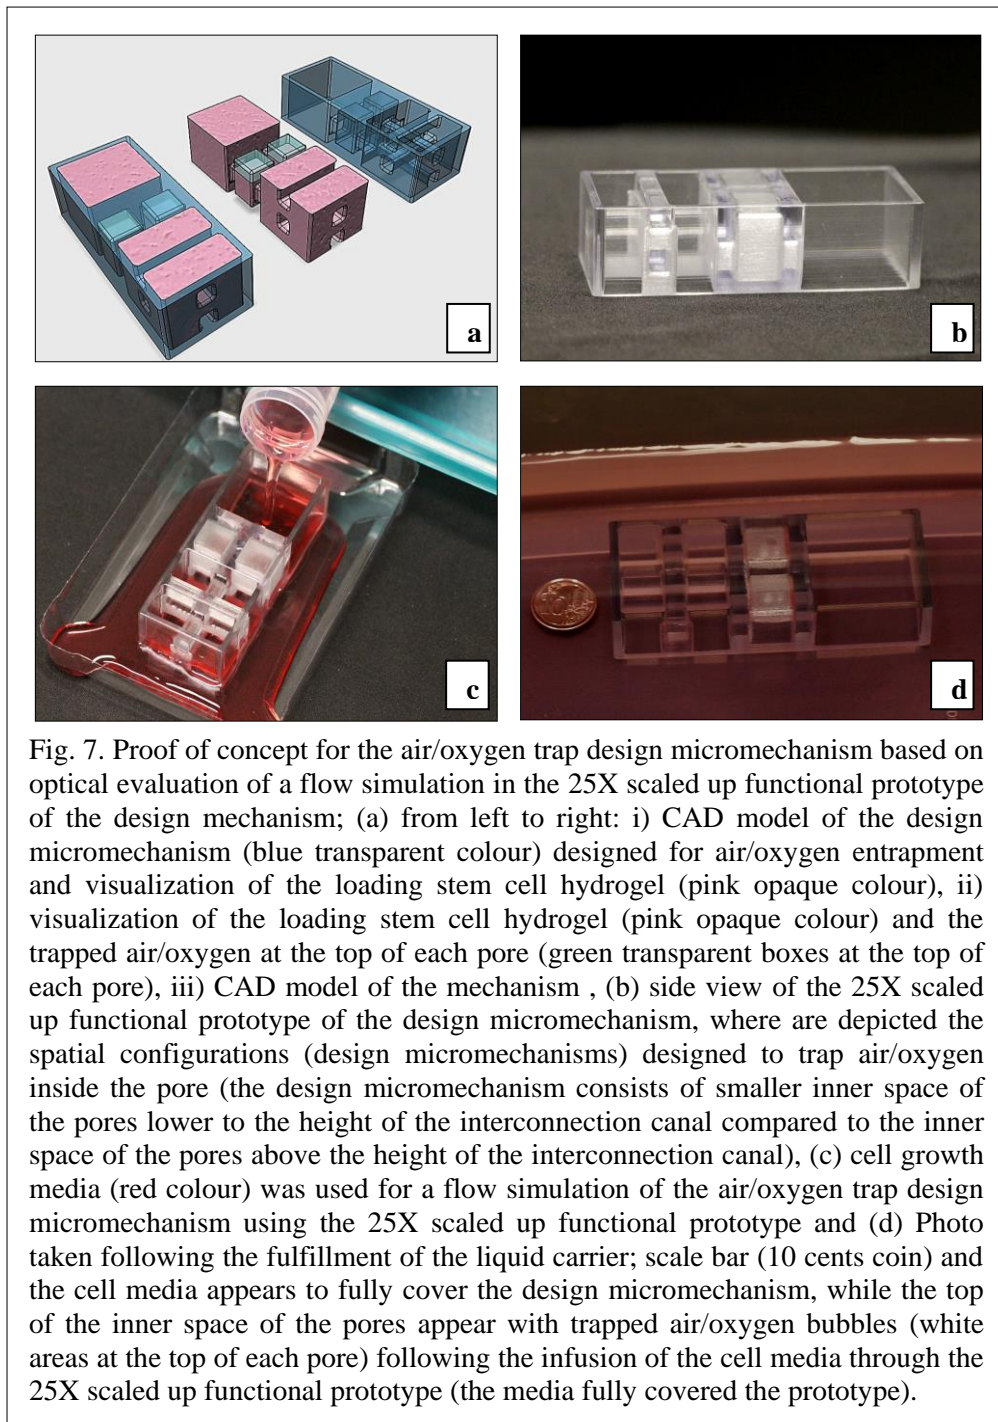 a
b
c
10
d
Fig. 7. Proof of concept for the air/oxygen trap design micromechanism based on
optical evaluation of a flow simulation in the 25X scaled up functional prototype
of the design mechanism; (a) from left to right: i) CAD model of the design
micromechanism (blue transparent colour) designed for air/oxygen entrapment
and visualization of the loading stem cell hydrogel (pink opaque colour), ii)
visualization of the loading stem cell hydrogel (pink opaque colour) and the
trapped air/oxygen at the top of each pore (green transparent boxes at the top of
each pore), iii) CAD model of the mechanism , (b) side view of the 25X scaled
up functional prototype of the design micromechanism, where are depicted the
spatial configurations (design micromechanisms) designed to trap air/oxygen
inside the pore (the design micromechanism consists of smaller inner space of
the pores lower to the height of the interconnection canal compared to the inner
space of the pores above the height of the interconnection canal), (c) cell growth
media (red colour) was used for a flow simulation of the air/oxygen trap design
micromechanism using the 25X scaled up functional prototype and (d) Photo
taken following the fulfillment of the liquid carrier; scale bar (10 cents coin) and
the cell media appears to fully cover the design micromechanism, while the top
of the inner space of the pores appear with trapped air/oxygen bubbles (white
areas at the top of each pore) following the infusion of the cell media through the
25X scaled up functional prototype (the media fully covered the prototype).